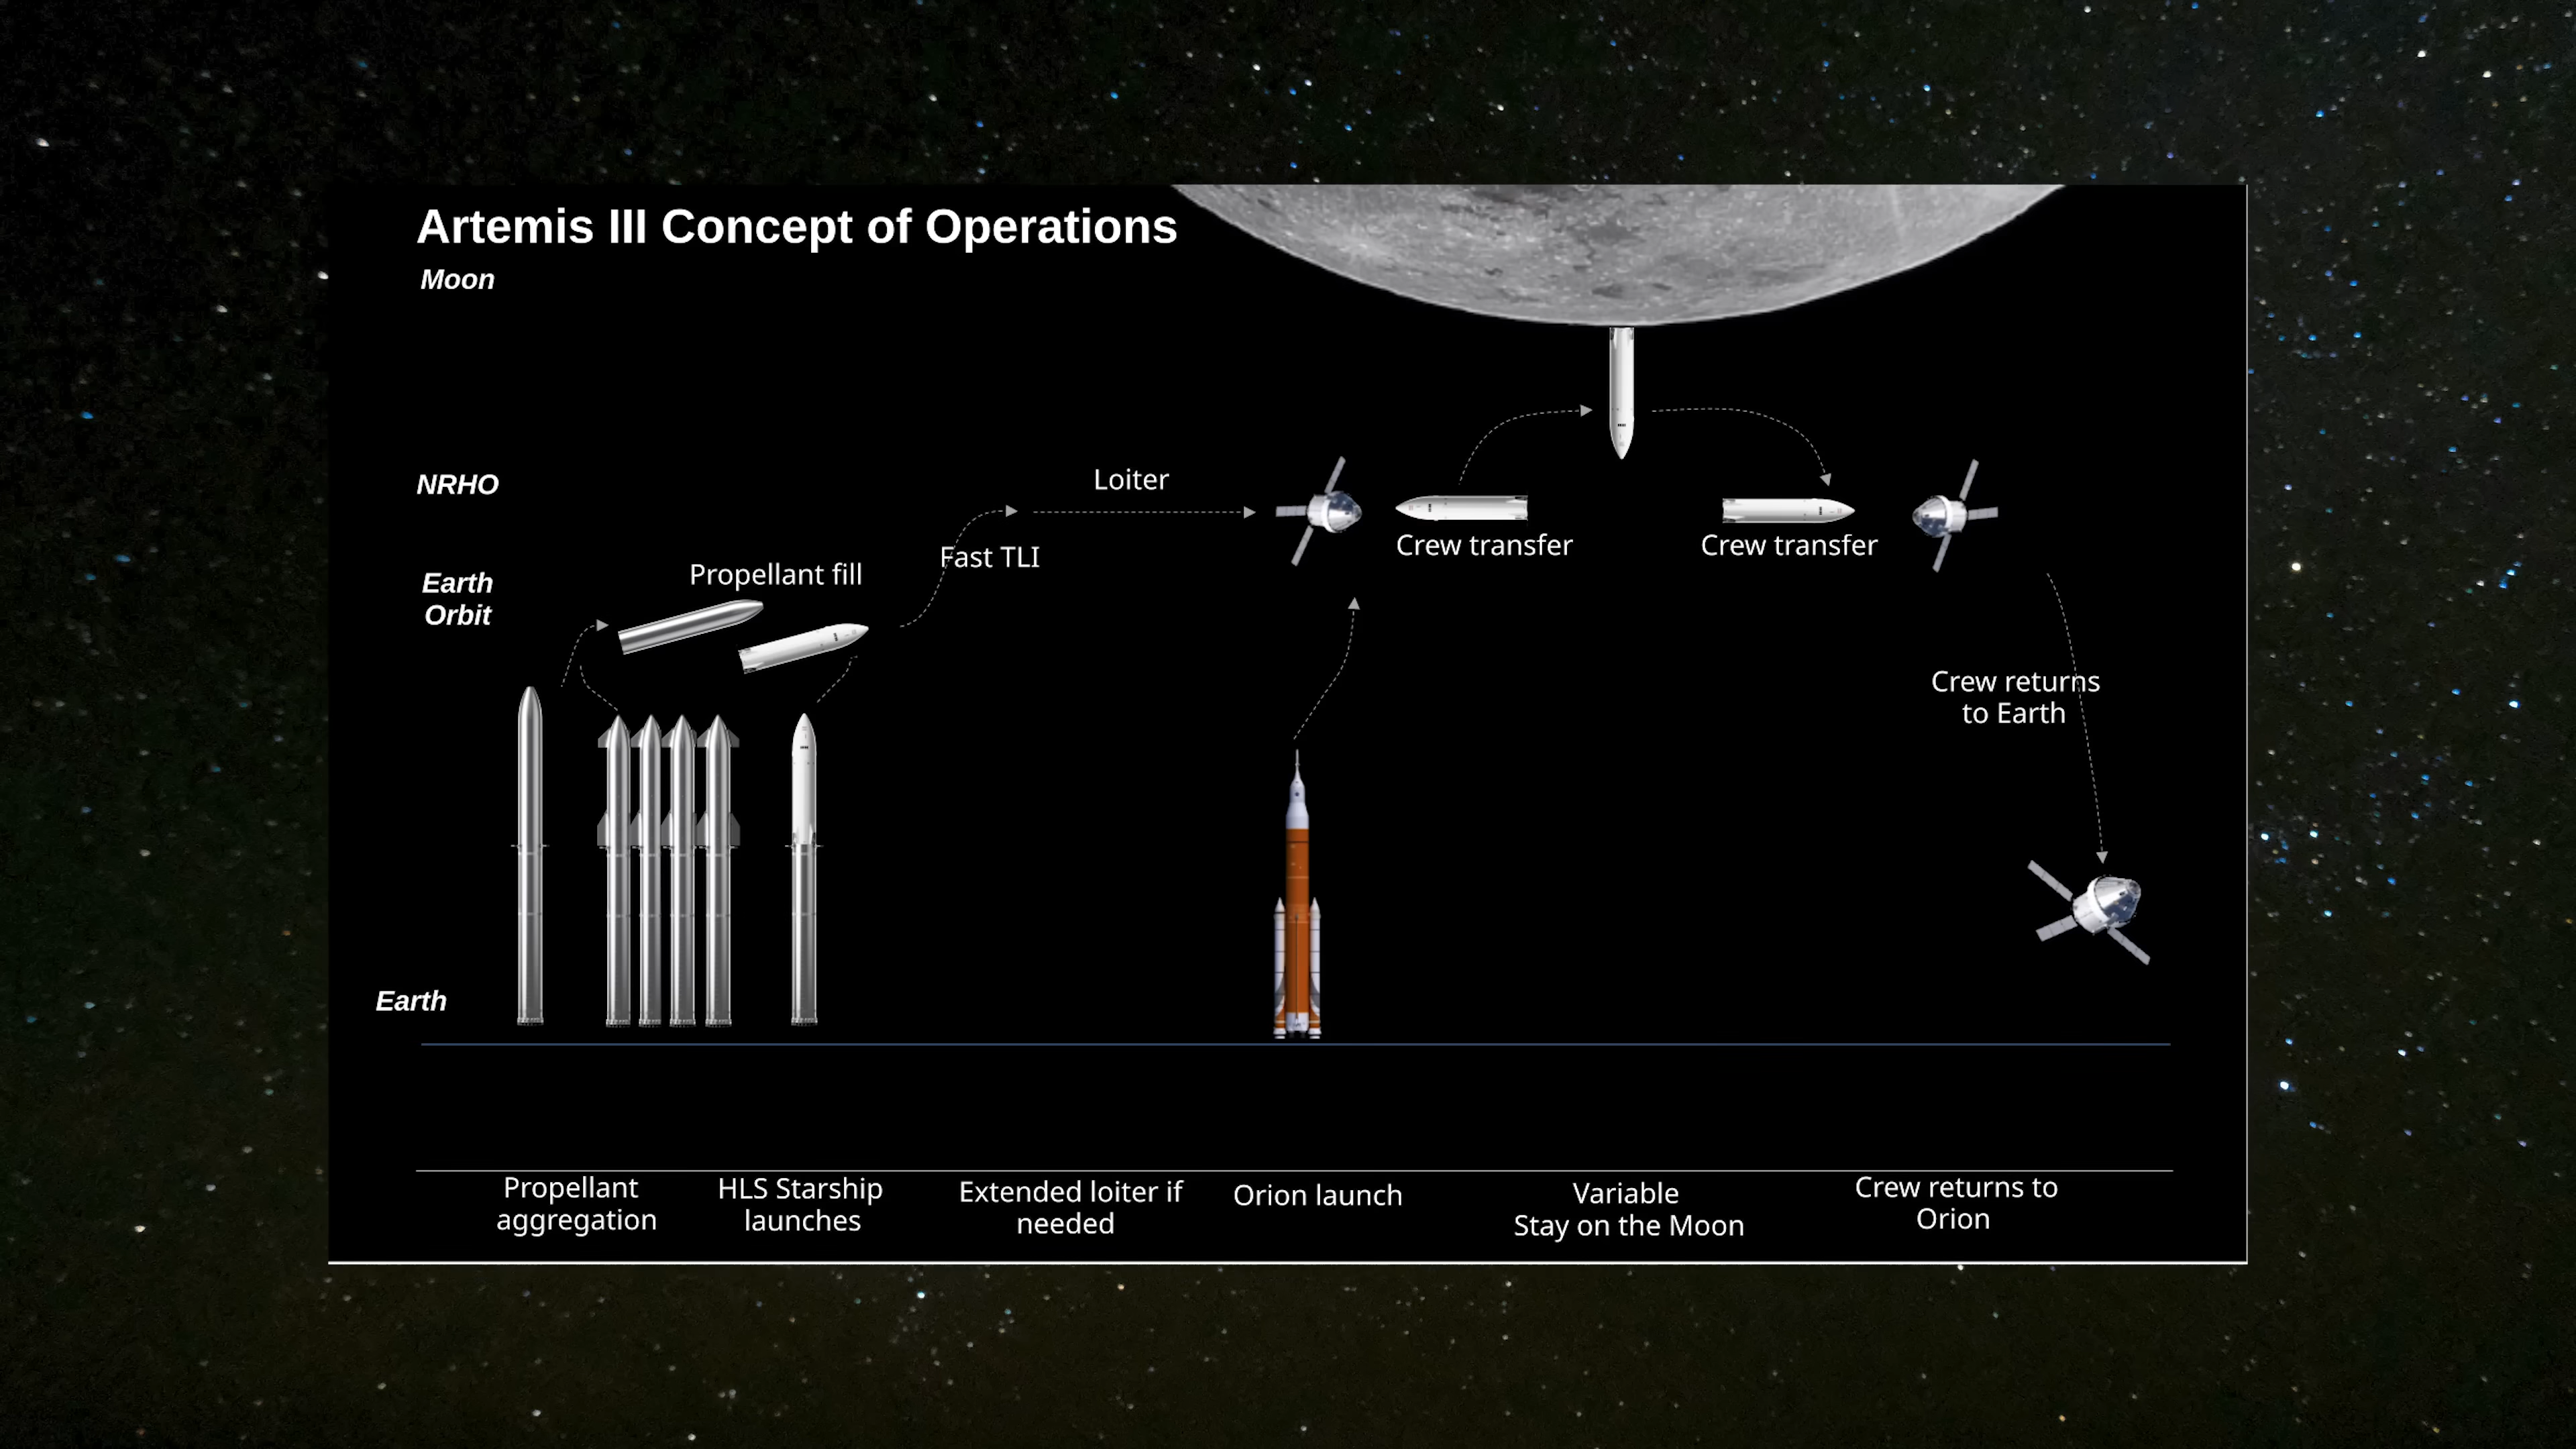 Artemis III Concept of Operations
Moon
NRHO
Loiter
Crew transfer
Crew transfer
Fast TLI
Propellant fill
Earth
Orbit
Crew returns
to Earth
Earth
Propellant
aggregation
HLS Starship
launches
Extended loiter if
needed
Orion launch
Variable
Stay on the Moon
Crew returns to
Orion